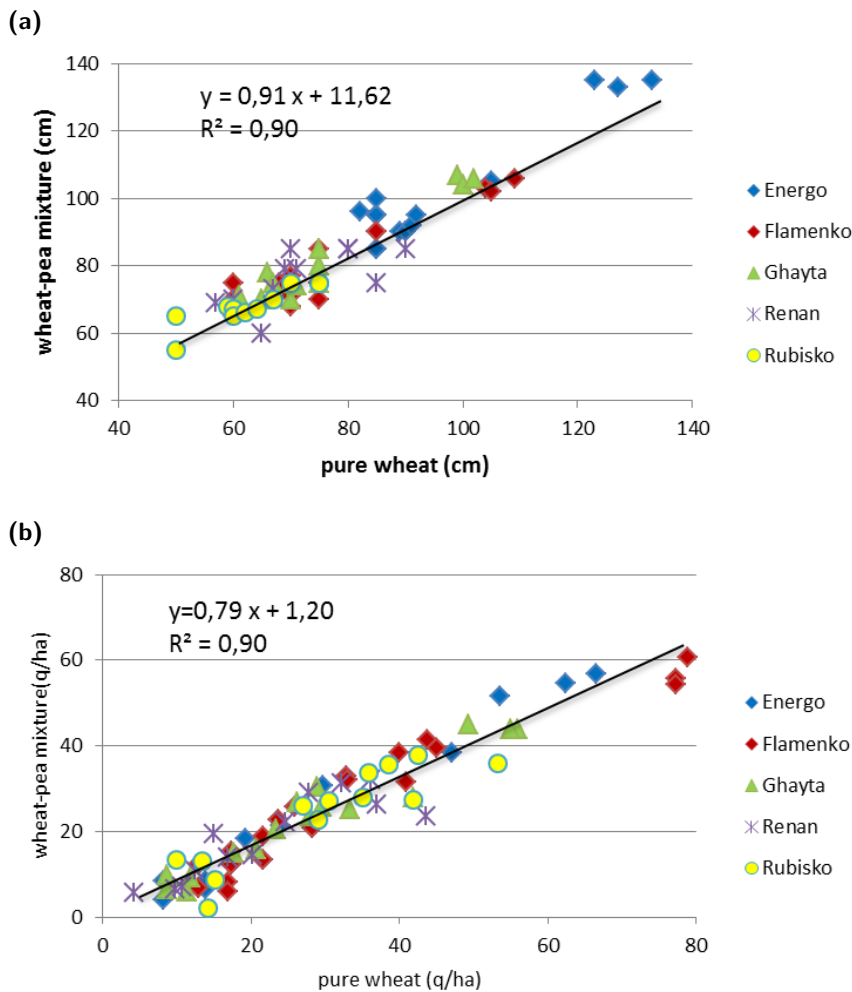 (a)
140
120
100
80
60
40
y = 0,91 x + 11,62
R² = 0,90
wheat-pea mixture (cm)
40 60 80 100 120 140
pure wheat (cm)
Energo
Flamenko
Ghayta
Renan
Rubisko
(b)
80
60
40
20
0
y=0,79 x + 1,20
R² = 0,90
wheat-pea mixture(q/ha)
0 20 40 60 80
pure wheat (q/ha)
Energo
Flamenko
Ghayta
Renan
Rubisko